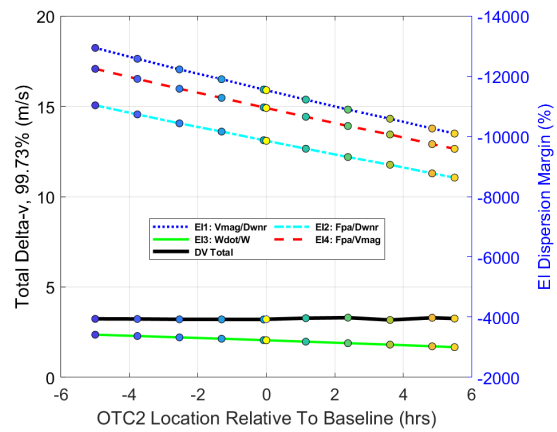 20
15
10
5
0
Total Delta-v, 99.73% (m/s)
-14000
-12000
-10000
-8000
-6000
-4000
-2000
EI Dispersion Margin (%)
EI1: Vmag/Dwnr
EI2: Fpa/Dwnr
EI3: Wdot/W
EI4: Fpa/Vmag
DV Total
-6
-4
-2
0
2
4
6
OTC2 Location Relative To Baseline (hrs)